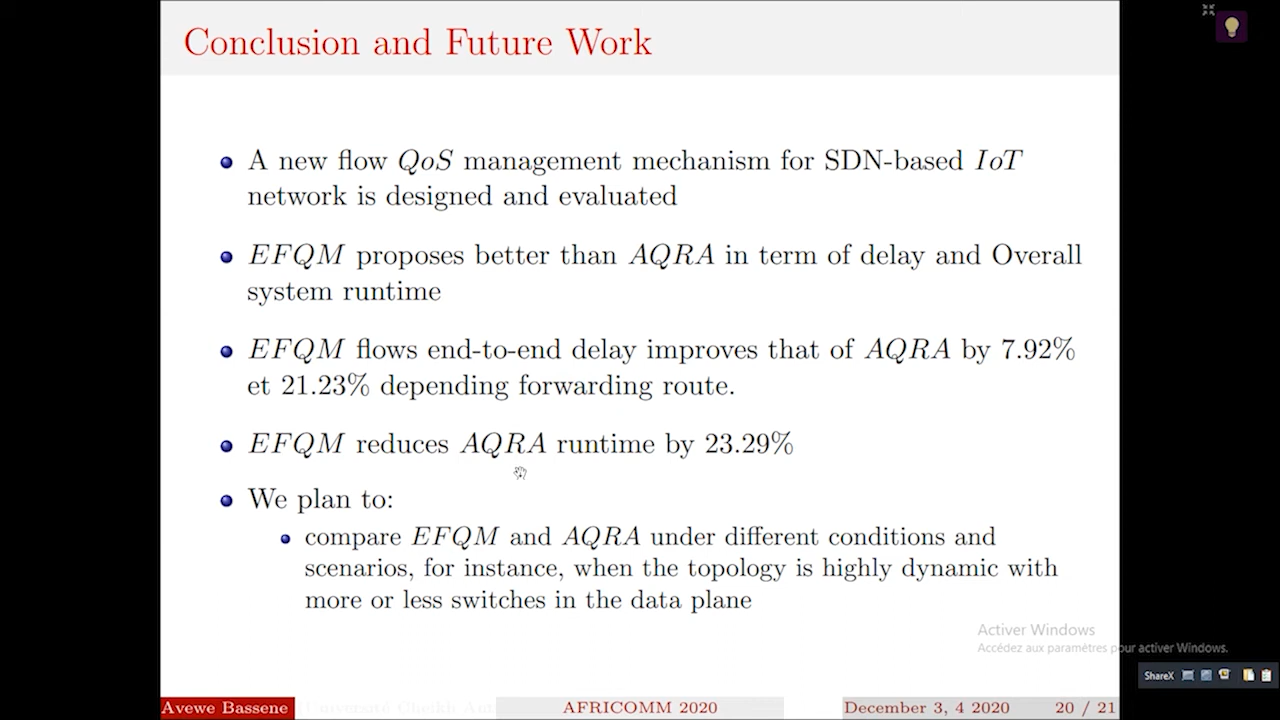 Conclusion and Future Work
A new flow QoS management mechanism for SDN-based IoT
network is designed and evaluated
EFQM proposes better than AQRA in term of delay and Overall
system runtime
EFQM flows end-to-end delay improves that of AQRA by 7.92%
et 21.23% depending forwarding route.
EFQM reduces AQRA runtime by 23.29%
We plan to:
compare EFQM and AQRA under different conditions and
scenarios, for instance, when the topology is highly dynamic with
more or less switches in the data plane
Activer Windows
Accédez aux paramètres pour activer Windows.
ShareX
Avewe Bassene
Université Cheikh
AFRICOMM 2020
December 3, 4 2020
20 / 21